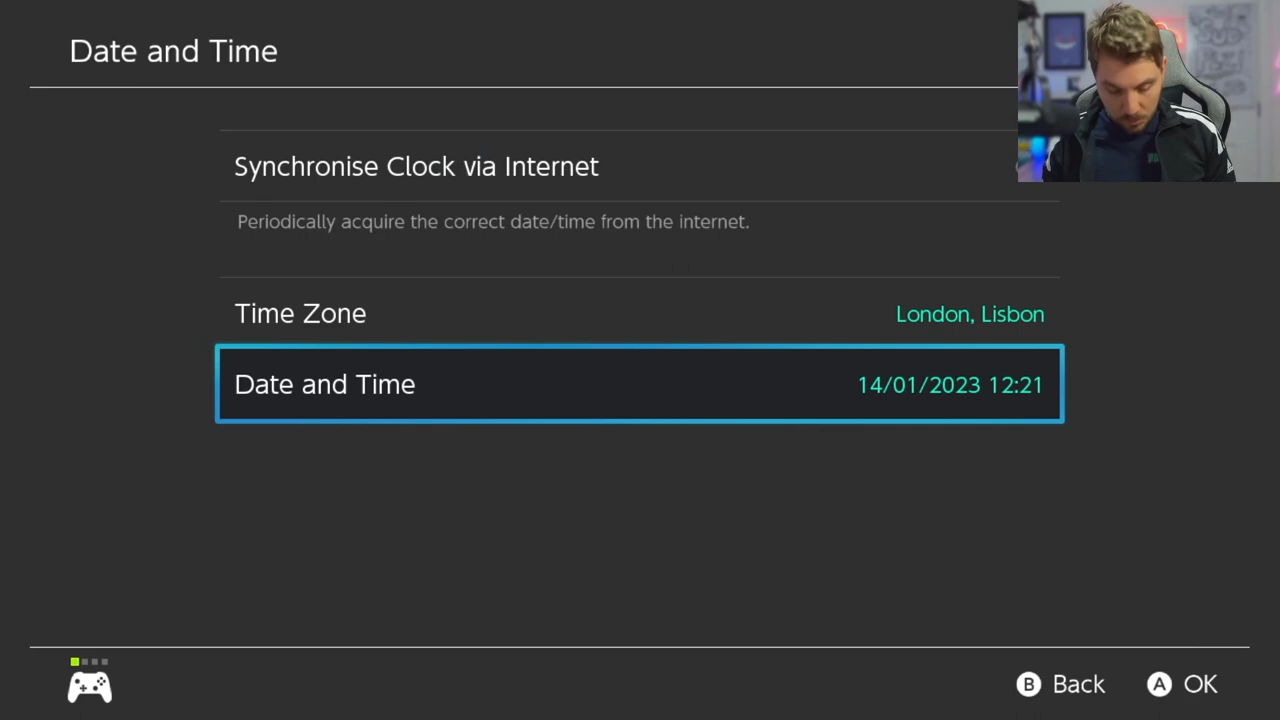 Date and Time
Synchronise Clock via Internet
Periodically acquire the correct date/time from the internet.
Time Zone London, Lisbon
Date and Time 14/01/2023 12:21
B Back A OK